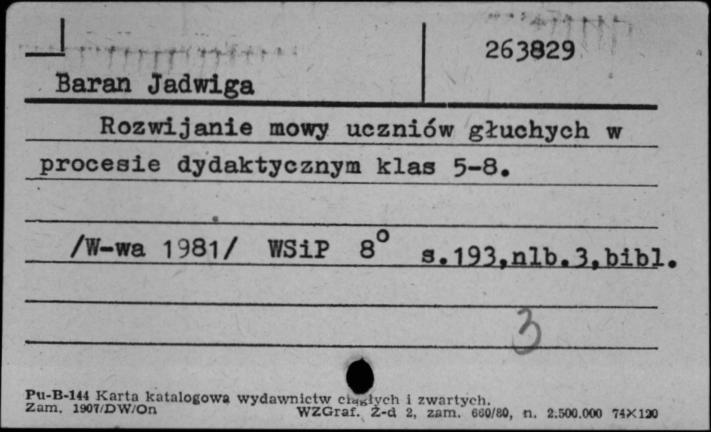 263829
Baran Jadwiga
Rozwijanie mowy uczniów głuchych w
procesie dydaktycznym klas 5-8.
/W-wa 1981/ WSiP 8° s.193,nlb.3,bibl.
3
Pu-B-144 Karta katalogowa wydawnictw ciągłych i zwartych.
Zam. 1907/DW/On WZGraf. Z-d 2, zam. 660/80, n. 2.500.000 74×120